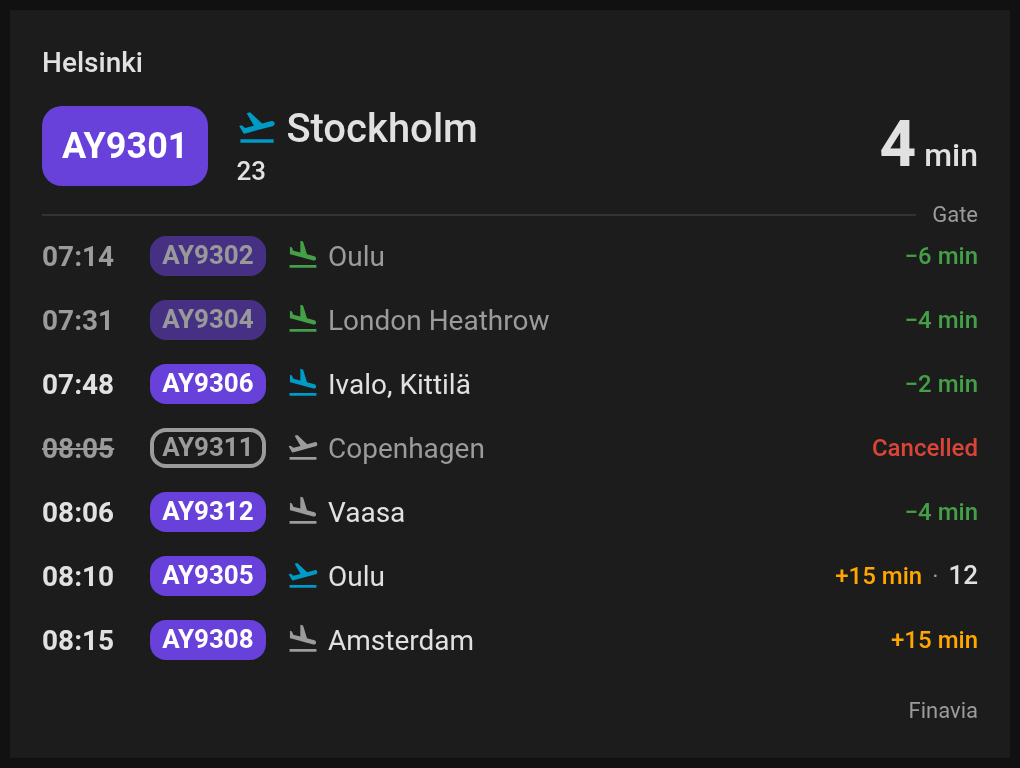 Helsinki
AY9301 Stockholm 4 min
23
Gate
07:14 AY9302 Oulu −6 min
07:31 AY9304 London Heathrow −4 min
07:48 AY9306 Ivalo, Kittilä −2 min
08:05 AY9311 Copenhagen Cancelled
08:06 AY9312 Vaasa −4 min
08:10 AY9305 Oulu +15 min · 12
08:15 AY9308 Amsterdam +15 min
Finavia